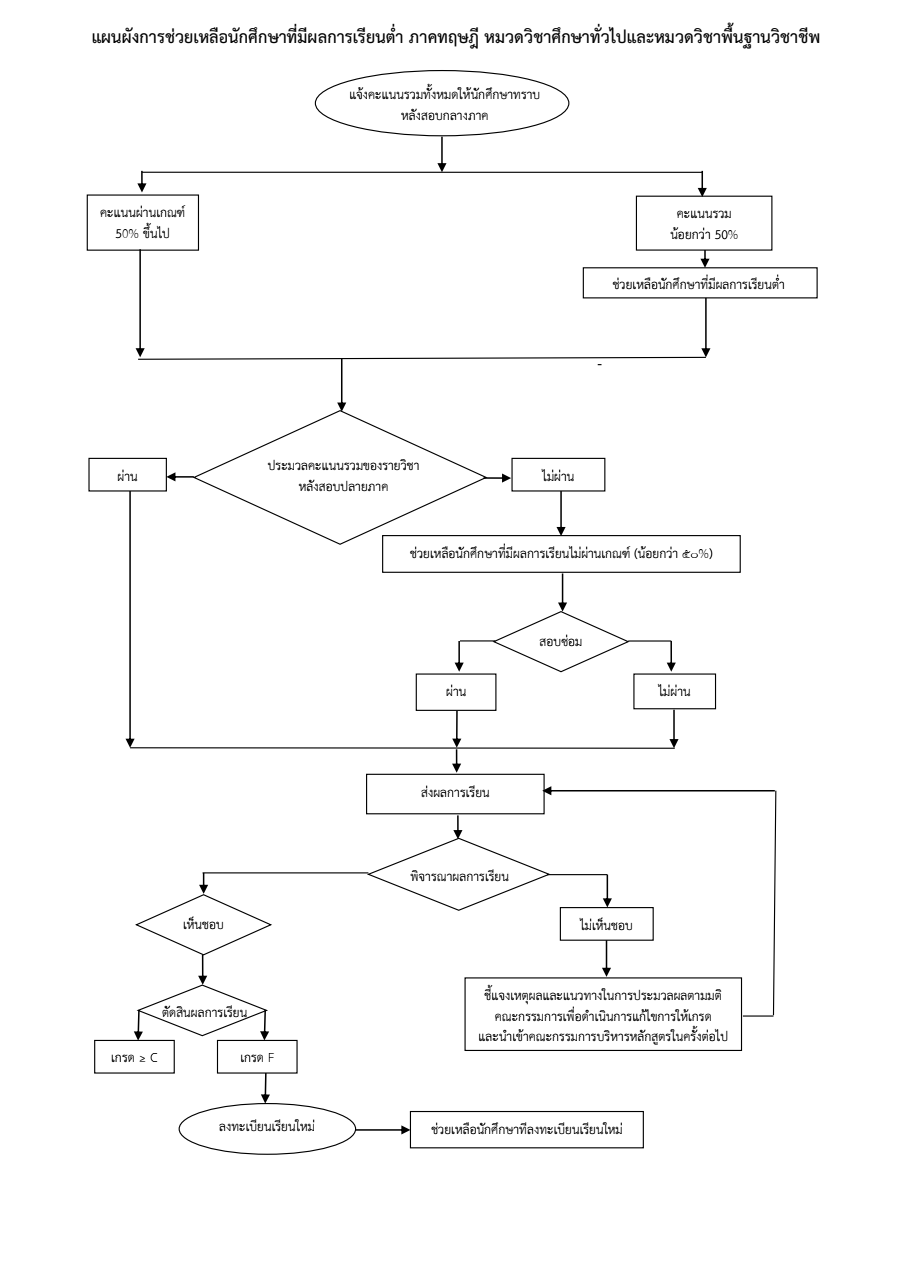 แผนผังการช่วยเหลือนักศึกษาที่มีผลการเรียนต่ำ ภาคทฤษฎี หมวดวิชาศึกษาทั่วไปและหมวดวิชาพื้นฐานวิชาชีพ
แจ้งคะแนนรวมทั้งหมดให้นักศึกษาทราบ
หลังสอบกลางภาค
คะแนนผ่านเกณฑ์
50% ขึ้นไป
คะแนนรวม
น้อยกว่า 50%
ช่วยเหลือนักศึกษาที่มีผลการเรียนต่ำ
-
ประมวลคะแนนรวมของรายวิชา
หลังสอบปลายภาค
ผ่าน
ไม่ผ่าน
ช่วยเหลือนักศึกษาที่มีผลการเรียนไม่ผ่านเกณฑ์ (น้อยกว่า ๕๐%)
สอบซ่อม
ผ่าน
ไม่ผ่าน
ส่งผลการเรียน
พิจารณาผลการเรียน
เห็นชอบ
ไม่เห็นชอบ
ชี้แจงเหตุผลและแนวทางในการประมวลผลตามมติ
คณะกรรมการเพื่อดำเนินการแก้ไขการให้เกรด
และนำเข้าคณะกรรมการบริหารหลักสูตรในครั้งต่อไป
ตัดสินผลการเรียน
เกรด ≥ C
เกรด F
ลงทะเบียนเรียนใหม่
ช่วยเหลือนักศึกษาทีลงทะเบียนเรียนใหม่